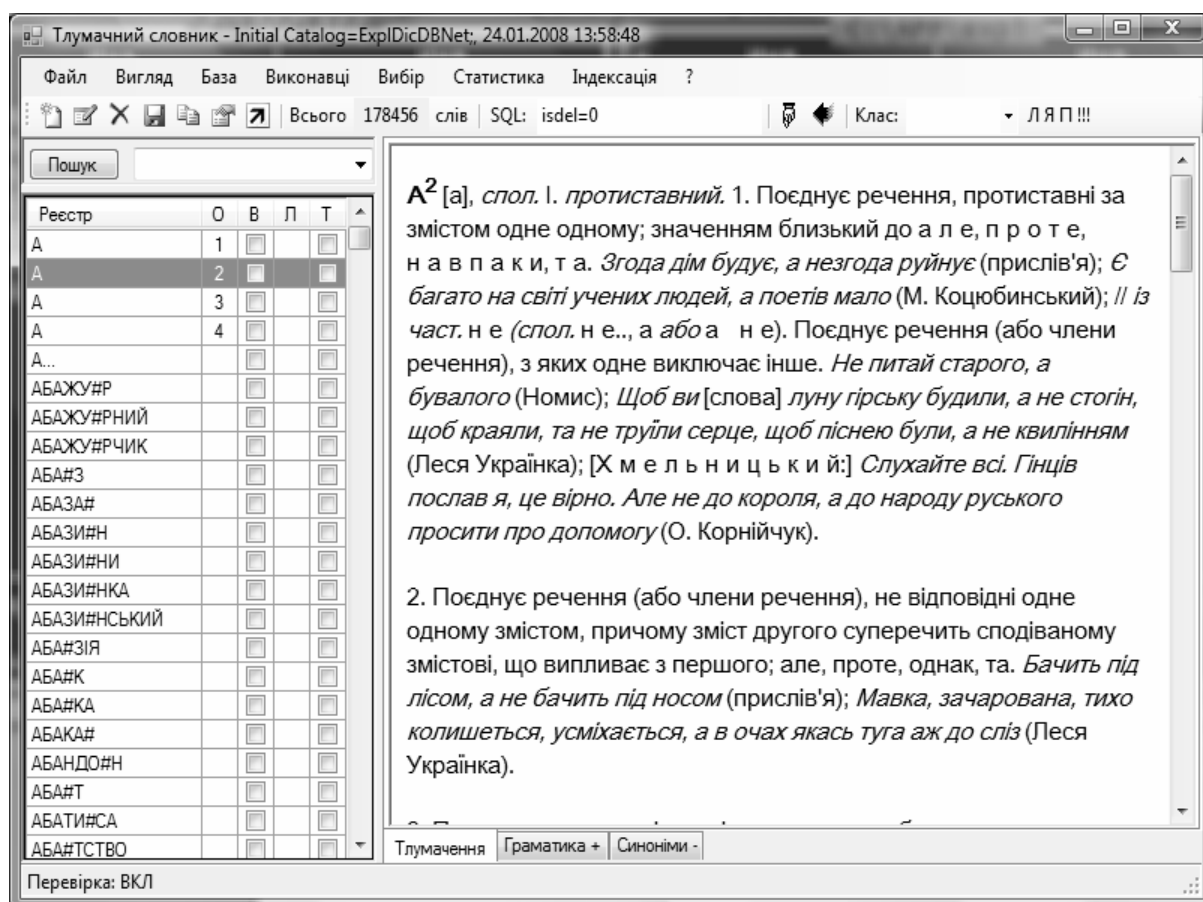 Тлумачний словник - Initial Catalog=ExplDicDBNet;, 24.01.2008 13:58:48
Файл Вигляд База Виконавці Вибір Статистика Індексація ?
Всього 178456 слів SQL: isdel=0 Клас: Л Я П !!!
Пошук
Реєстр О В Л Т
А 1
А 2
А 3
А 4
А...
АБАЖУ#Р
АБАЖУ#РНИЙ
АБАЖУ#РЧИК
АБА#З
АБАЗА#
АБАЗИ#Н
АБАЗИ#НИ
АБАЗИ#НКА
АБАЗИ#НСЬКИЙ
АБА#ЗІЯ
АБА#К
АБА#КА
АБАКА#
АБАНДО#Н
АБА#Т
АБАТИ#СА
АБА#ТСТВО
А² [а], спол. І. протиставний. 1. Поєднує речення, протиставні за
змістом одне одному; значенням близький до а л е, п р о т е,
н а в п а к и, т а. Згода дім будує, а незгода руйнує (прислів'я); Є
багато на світі учених людей, а поетів мало (М. Коцюбинський); // із
част. н е (спол. н е.., а або а н е). Поєднує речення (або члени
речення), з яких одне виключає інше. Не питай старого, а
бувалого (Номис); Щоб ви [слова] луну гірську будили, а не стогін,
щоб краяли, та не труїли серце, щоб піснею були, а не квилінням
(Леся Українка); [Х м е л ь н и ц ь к и й:] Слухайте всі. Гінців
послав я, це вірно. Але не до короля, а до народу руського
просити про допомогу (О. Корнійчук).
2. Поєднує речення (або члени речення), не відповідні одне
одному змістом, причому зміст другого суперечить сподіваному
змістові, що випливає з першого; але, проте, однак, та. Бачить під
лісом, а не бачить під носом (прислів'я); Мавка, зачарована, тихо
колишеться, усміхається, а в очах якась туга аж до сліз (Леся
Українка).
Тлумачення Граматика + Синоніми -
Перевірка: ВКЛ